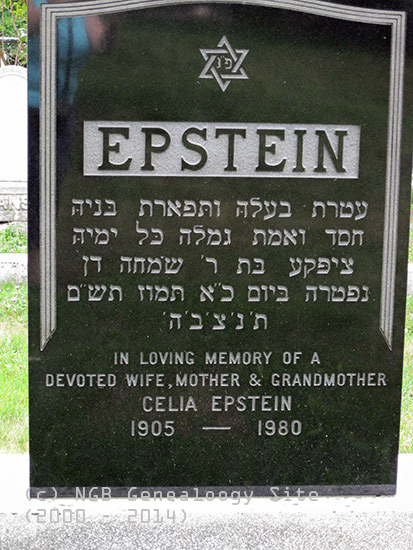 פ נ
EPSTEIN
עטרת בעלה ותפארת בניה
חסד ואמת גמלה כל ימיה
ציפקע בת ר׳ שמחה דן
נפטרה ביום כ״א תמוז תש״ם
ת׳נ׳צ׳ב׳ה׳
IN LOVING MEMORY OF A
DEVOTED WIFE, MOTHER & GRANDMOTHER
CELIA EPSTEIN
1905 — 1980
(c) NGB Genealoogy Site
(2000 - 2014)